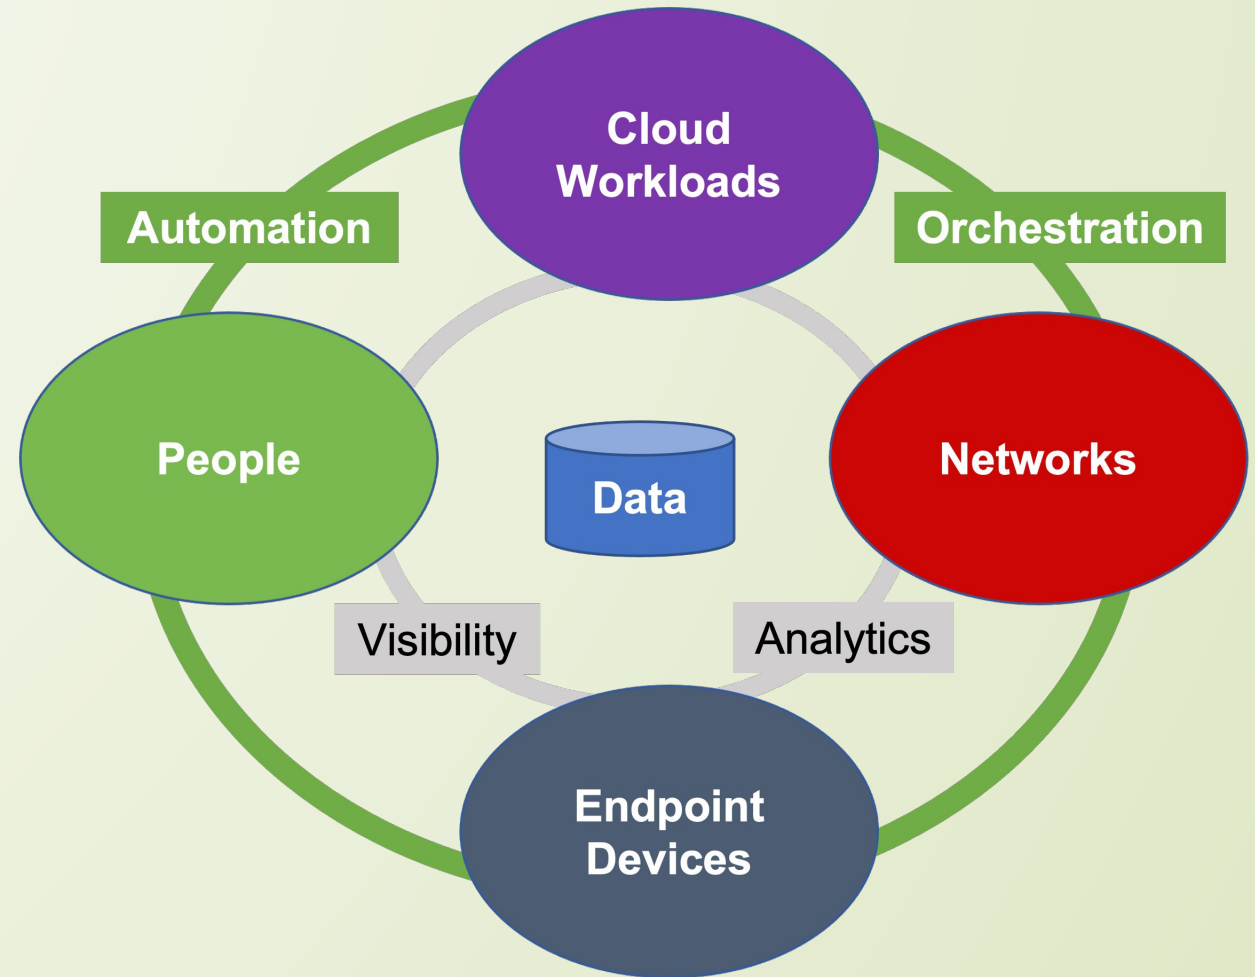 Cloud
Workloads
Automation
Orchestration
People
Data
Networks
Visibility
Analytics
Endpoint
Devices